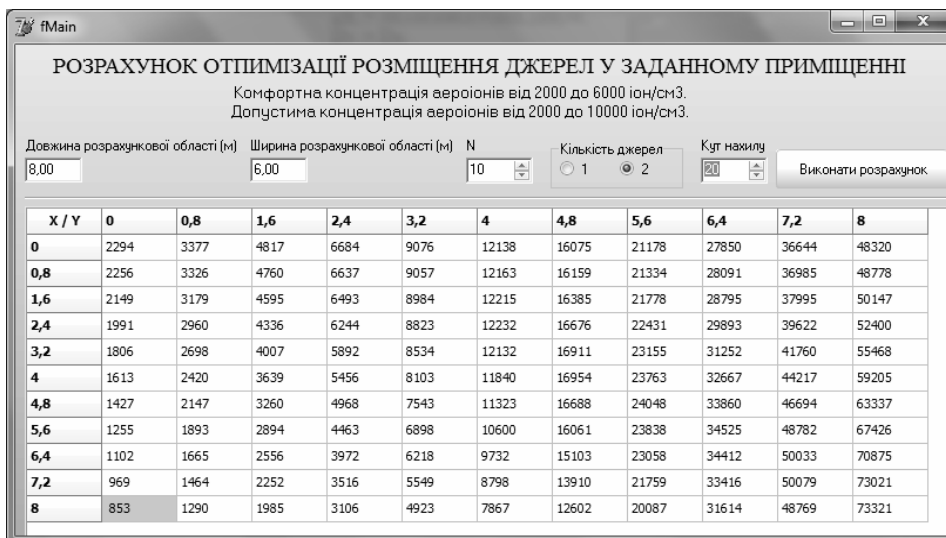 fMain
РОЗРАХУНОК ОТПИМІЗАЦІЇ РОЗМІЩЕННЯ ДЖЕРЕЛ У ЗАДАННОМУ ПРИМІЩЕННІ
Комфортна концентрація аероіонів від 2000 до 6000 іон/см3.
Допустима концентрація аероіонів від 2000 до 10000 іон/см3.
Довжина розрахункової області (м) Ширина розрахункової області (м) N Кількість джерел Кут нахилу
8,00 6,00 10 1 2 20 Виконати розрахунок
X / Y 0 0,8 1,6 2,4 3,2 4 4,8 5,6 6,4 7,2 8
0 2294 3377 4817 6684 9076 12138 16075 21178 27850 36644 48320
0,8 2256 3326 4760 6637 9057 12163 16159 21334 28091 36985 48778
1,6 2149 3179 4595 6493 8984 12215 16385 21778 28795 37995 50147
2,4 1991 2960 4336 6244 8823 12232 16676 22431 29893 39622 52400
3,2 1806 2698 4007 5892 8534 12132 16911 23155 31252 41760 55468
4 1613 2420 3639 5456 8103 11840 16954 23763 32667 44217 59205
4,8 1427 2147 3260 4968 7543 11323 16688 24048 33860 46694 63337
5,6 1255 1893 2894 4463 6898 10600 16061 23838 34525 48782 67426
6,4 1102 1665 2556 3972 6218 9732 15103 23058 34412 50033 70875
7,2 969 1464 2252 3516 5549 8798 13910 21759 33416 50079 73021
8 853 1290 1985 3106 4923 7867 12602 20087 31614 48769 73321